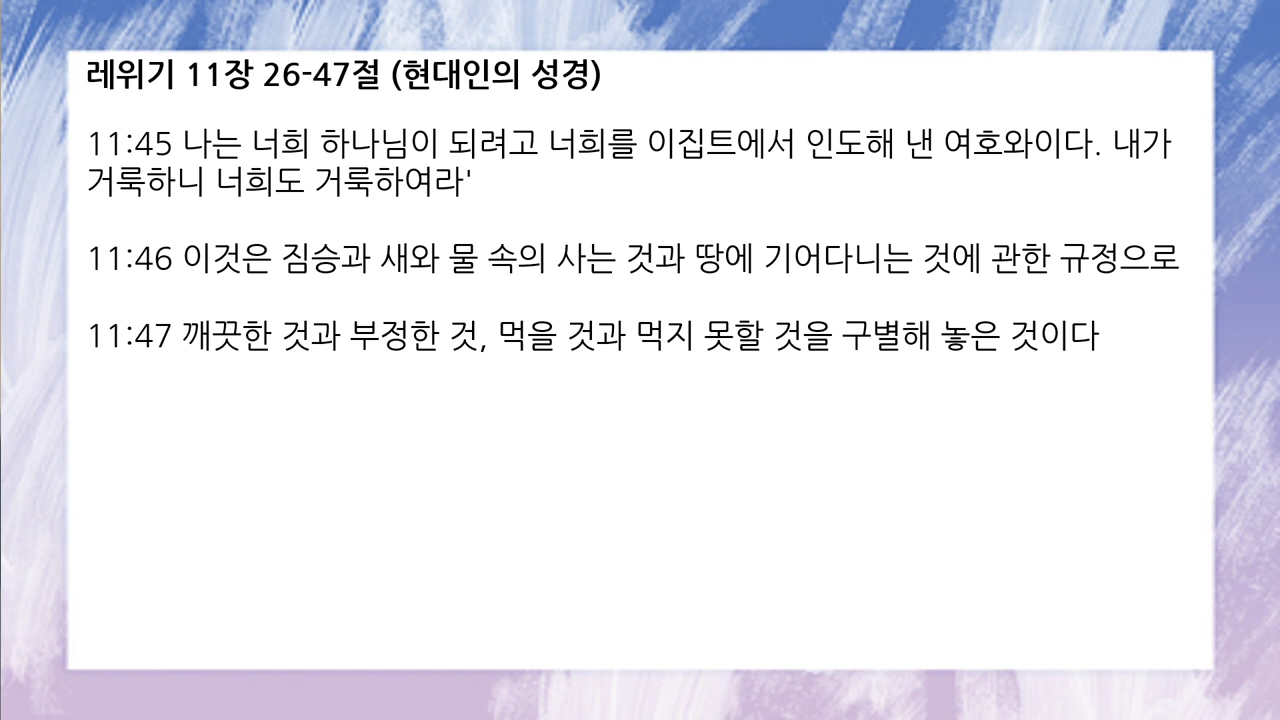 레위기 11장 26-47절 (현대인의 성경)
11:45 나는 너희 하나님이 되려고 너희를 이집트에서 인도해 낸 여호와이다. 내가
거룩하니 너희도 거룩하여라'
11:46 이것은 짐승과 새와 물 속의 사는 것과 땅에 기어다니는 것에 관한 규정으로
11:47 깨끗한 것과 부정한 것, 먹을 것과 먹지 못할 것을 구별해 놓은 것이다